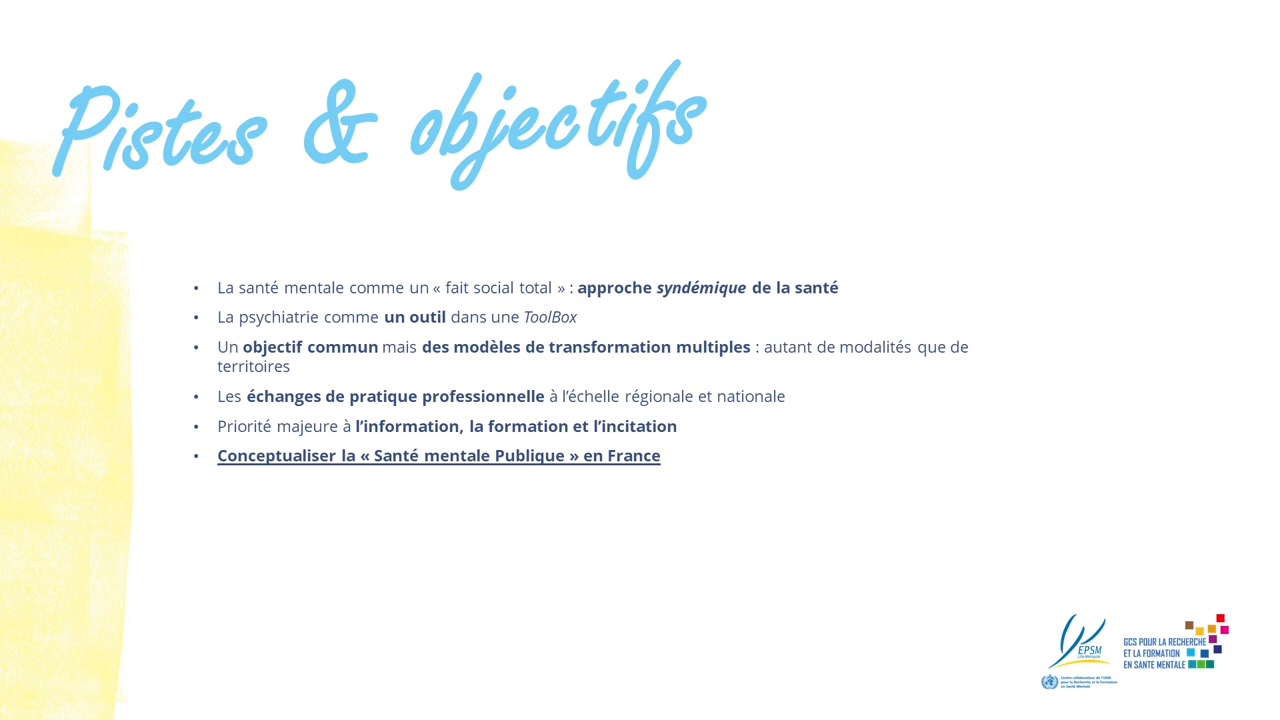 Pistes & objectifs
• La santé mentale comme un « fait social total » : approche syndémique de la santé
• La psychiatrie comme un outil dans une ToolBox
• Un objectif commun mais des modèles de transformation multiples : autant de modalités que de
territoires
• Les échanges de pratique professionnelle à l’échelle régionale et nationale
• Priorité majeure à l’information, la formation et l’incitation
• Conceptualiser la « Santé mentale Publique » en France
EPSM
Lille-Métropole
Centre collaborateur de l'OMS
pour la Recherche et la Formation
en Santé Mentale
GCS POUR LA RECHERCHE
ET LA FORMATION
EN SANTÉ MENTALE